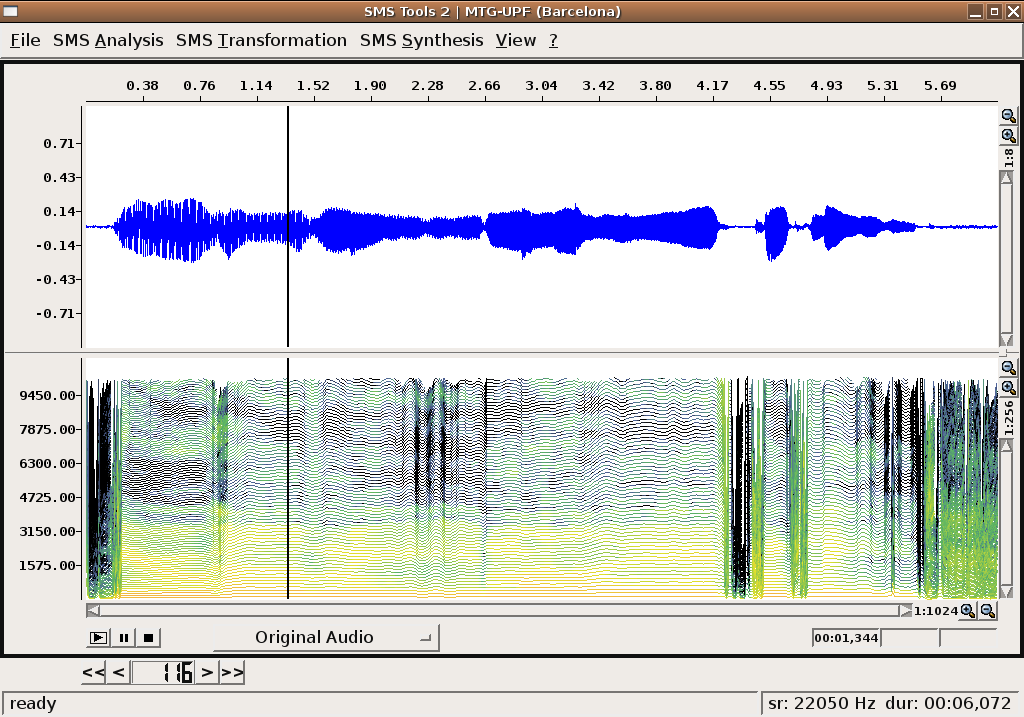 SMS Tools 2 | MTG-UPF (Barcelona)
File SMS Analysis SMS Transformation SMS Synthesis View ?
0.38 0.76 1.14 1.52 1.90 2.28 2.66 3.04 3.42 3.80 4.17 4.55 4.93 5.31 5.69
0.71
0.43
0.14
-0.14
-0.43
-0.71
1:8
9450.00
7875.00
6300.00
4725.00
3150.00
1575.00
1:256
1:1024
Original Audio
00:01,344
<< < 116 > >>
ready
sr: 22050 Hz dur: 00:06,072